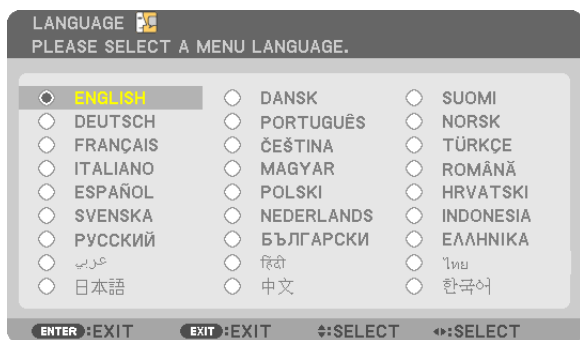 LANGUAGE
PLEASE SELECT A MENU LANGUAGE.
ENGLISH DANSK SUOMI
DEUTSCH PORTUGUÊS NORSK
FRANÇAIS ČEŠTINA TÜRKÇE
ITALIANO MAGYAR ROMÂNĂ
ESPAÑOL POLSKI HRVATSKI
SVENSKA NEDERLANDS INDONESIA
РУССКИЙ БЪЛГАРСКИ ΕΛΛΗΝΙΚΑ
عربي हिंदी ไทย
日本語 中文 한국어
ENTER:EXIT EXIT:EXIT :SELECT :SELECT